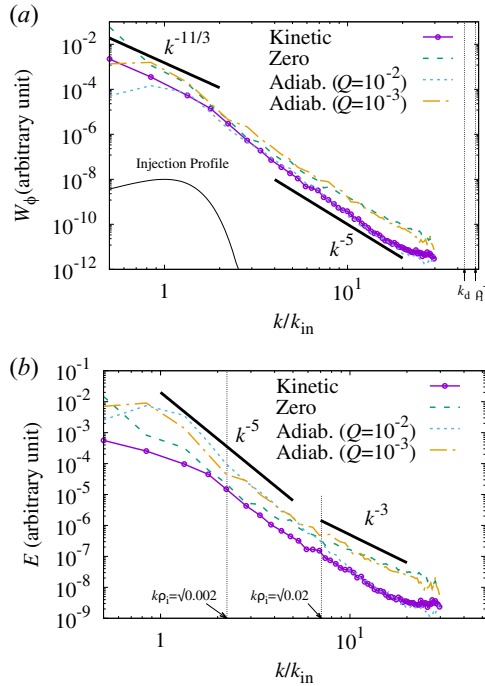 (a)
10^-2
10^-4
10^-6
10^-8
10^-10
10^-12
W_ϕ(arbitrary unit)
k^-11/3
Kinetic
Zero
Adiab. (Q=10^-2)
Adiab. (Q=10^-3)
Injection Profile
k^-5
1
10
k_d
k/k_in
(b)
10^-1
10^-2
10^-3
10^-4
10^-5
10^-6
10^-7
10^-8
10^-9
E (arbitrary unit)
Kinetic
Zero
Adiab. (Q=10^-2)
Adiab. (Q=10^-3)
k^-5
k^-3
kρ_i=√0.002
kρ_i=√0.02
1
10
k/k_in